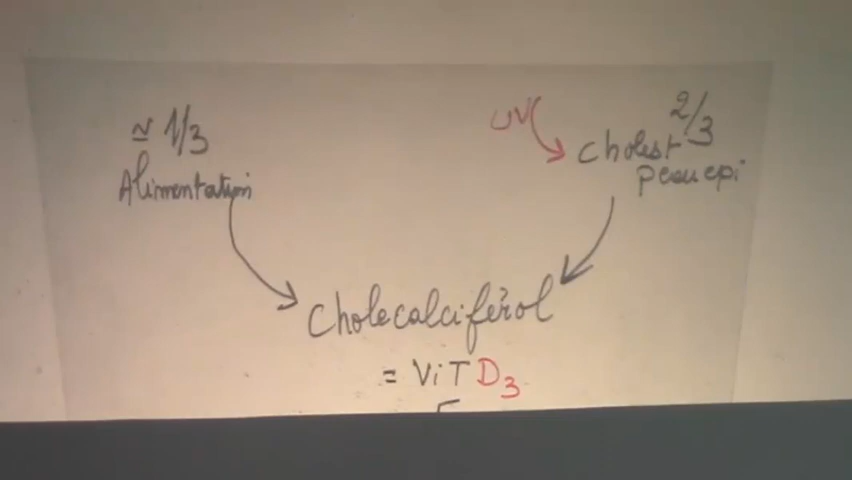 ≃ 1/3
Alimentation
UV
2/3
cholest
peau epi
Cholecalciférol
= ViT D3